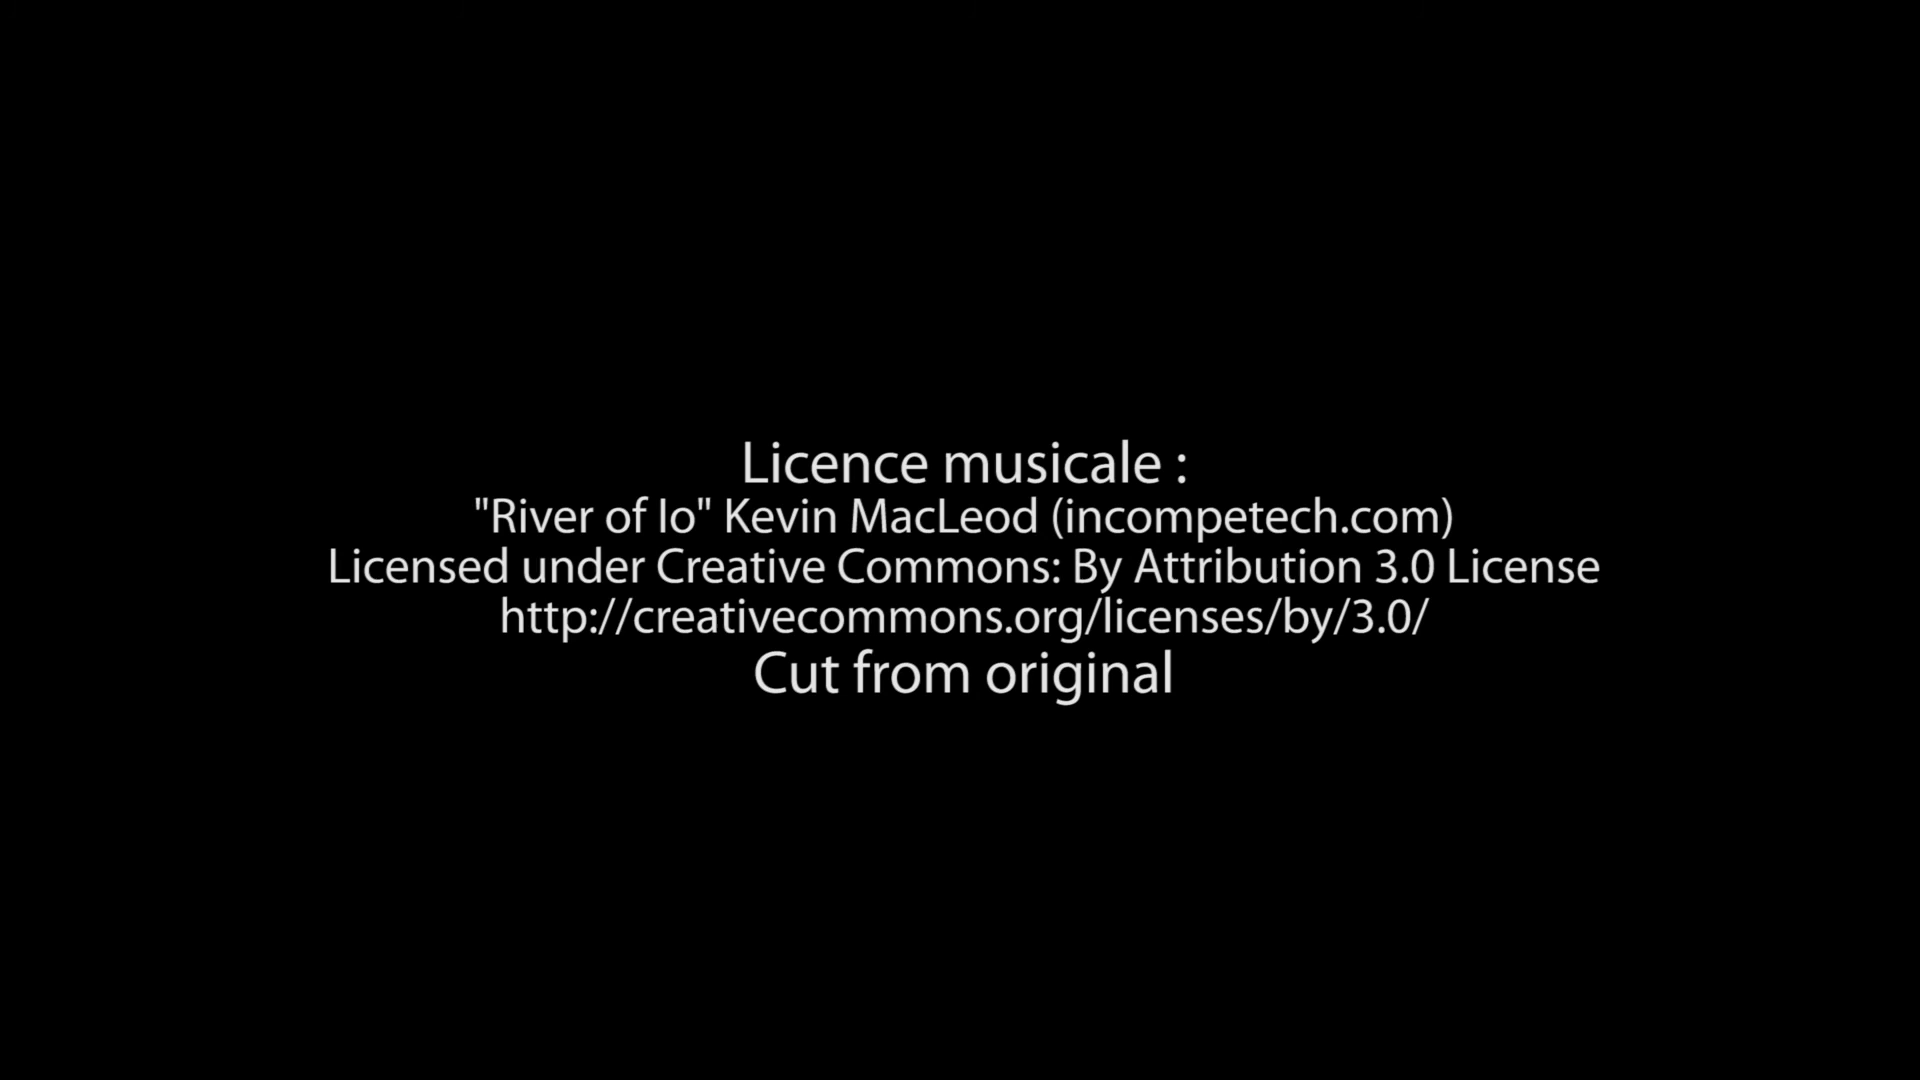 Licence musicale :
"River of Io" Kevin MacLeod (incompetech.com)
Licensed under Creative Commons: By Attribution 3.0 License
http://creativecommons.org/licenses/by/3.0/
Cut from original